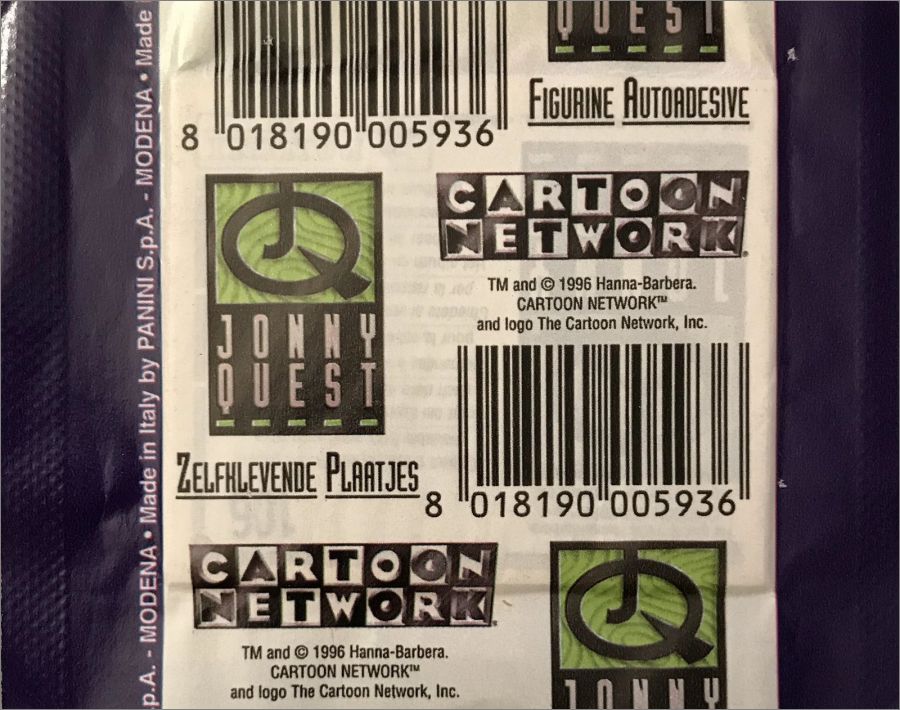 QUEST
FIGURINE AUTOADESIVE
8 018190 005936
CARTOON
NETWORK
TM and © 1996 Hanna-Barbera.
CARTOON NETWORK™
and logo The Cartoon Network, Inc.
JQ
JONNY
QUEST
ZELFKLEVENDE PLAATJES
8 018190 005936
CARTOON
NETWORK
TM and © 1996 Hanna-Barbera.
CARTOON NETWORK™
and logo The Cartoon Network, Inc.
JQ
JONNY
p.A. - MODENA • Made in Italy by PANINI S.p.A. - MODENA • Made